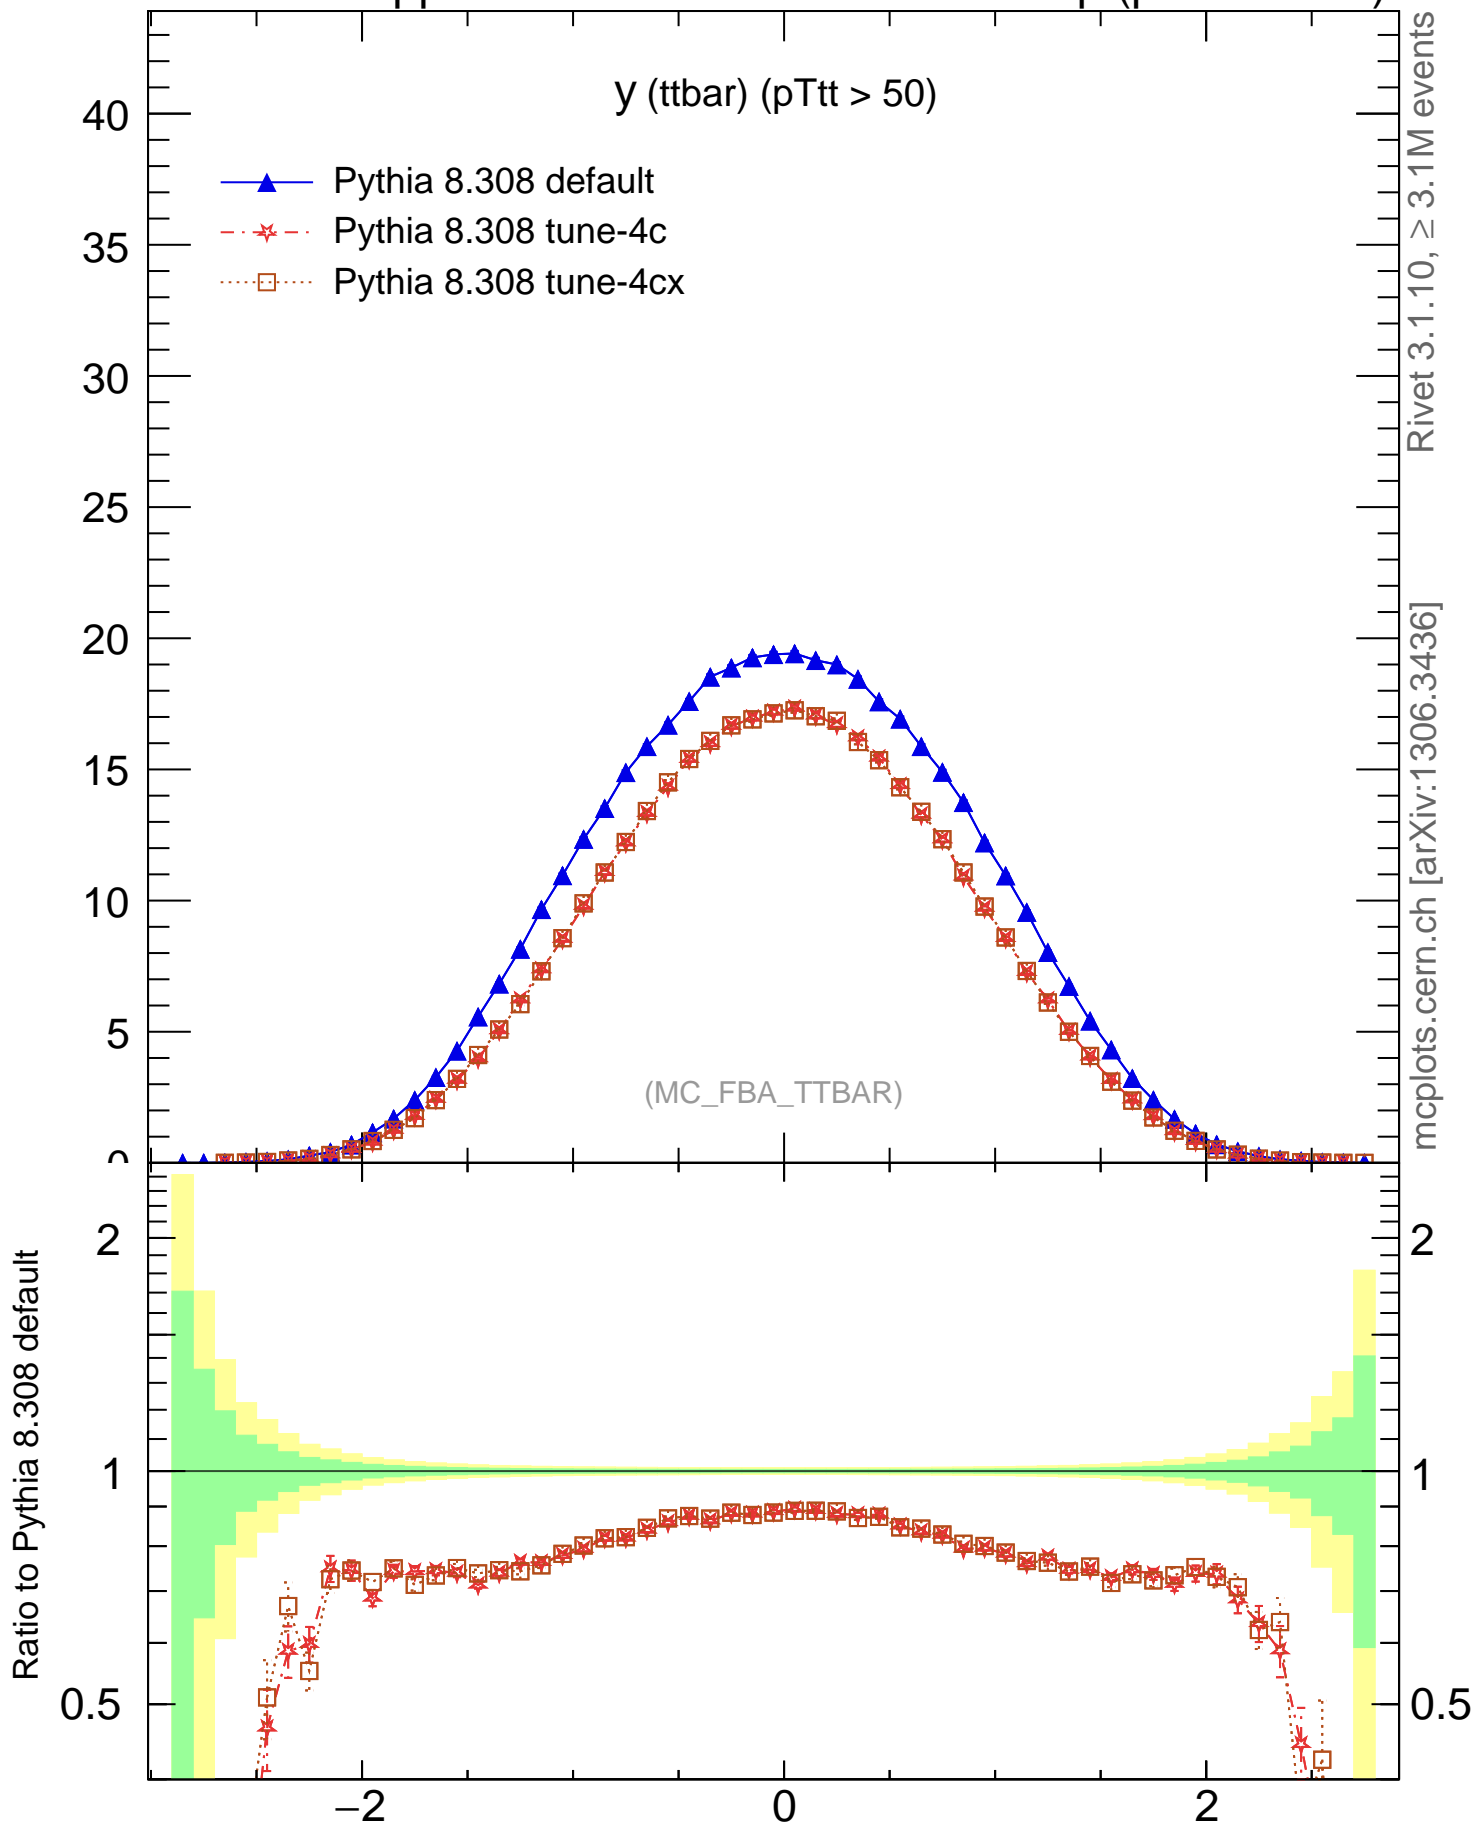 y (ttbar) (pTtt > 50)
Pythia 8.308 default
Pythia 8.308 tune-4c
Pythia 8.308 tune-4cx
40
35
30
25
20
15
10
5
0
(MC_FBA_TTBAR)
Rivet 3.1.10, ≥ 3.1M events
mcplots.cern.ch [arXiv:1306.3436]
Ratio to Pythia 8.308 default
2
1
0.5
2
1
0.5
−2
0
2